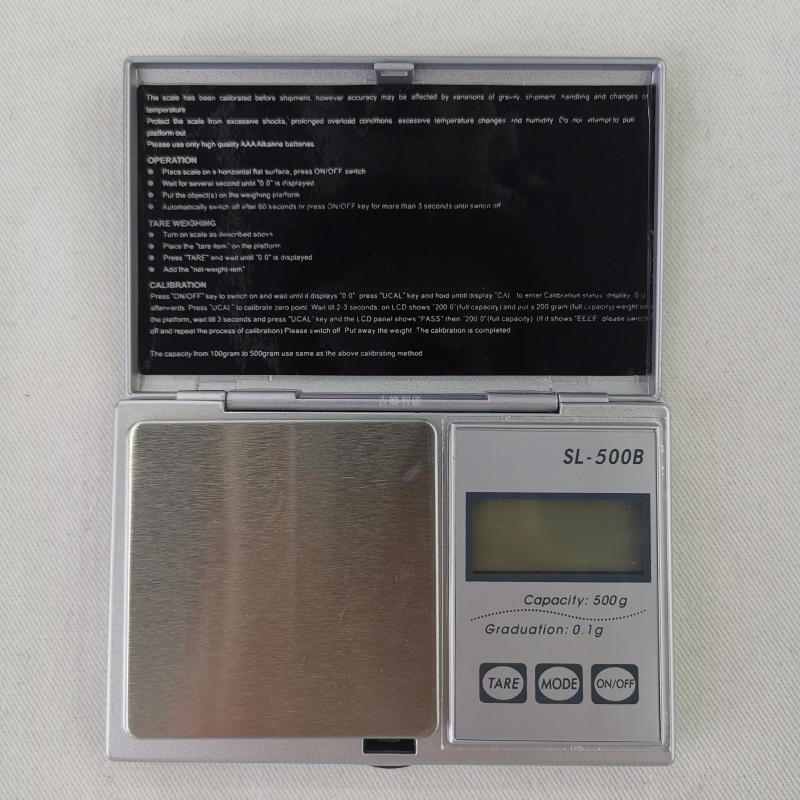 The scale has been calibrated before shipment, however accuracy may be affected by variations of gravity, shipment handling and changes of
temperature
Protect the scale from excessive shocks, prolonged overload conditions excessive temperature changes and humidity Do not attempt to pull
platform out
Please use only high quality AAA Alkaline batteries
OPERATION
Place scale on a horizontal flat surface, press ON/OFF switch
Wait for several second until "0 0" is displayed
Put the object(s) on the weighing platform
Automatically switch off after 60 seconds or press ON/OFF key for more than 3 seconds until switch off
TARE WEIGHING
Turn on scale as described above
Place the "tare item" on the platform
Press "TARE" and wait until "0 0" is displayed
Add the "net-weight-item"
CALIBRATION
Press "ON/OFF" key to switch on and wait until it displays "0 0" press "UCAL" key and hold until display "CAL to enter Calibration status display
afterwards. Press "UCAL" to calibrate zero point Wait till 2-3 seconds. on LCD shows "200 0"(full capacity) and put a 200 gram(full capacity) weight on
the platform, wait till 3 seconds and press "UCAL" key and the LCD panel shows "PASS" then "200 0"(full capacity) (If it shows "EEEE" please switch
off and repeat the process of calibration) Please switch off Put away the weight The calibration is completed
The capacity from 100gram to 500gram use same as the above calibrating method
SL-500B
Capacity: 500g
Graduation: 0.1g
TARE MODE ON/OFF